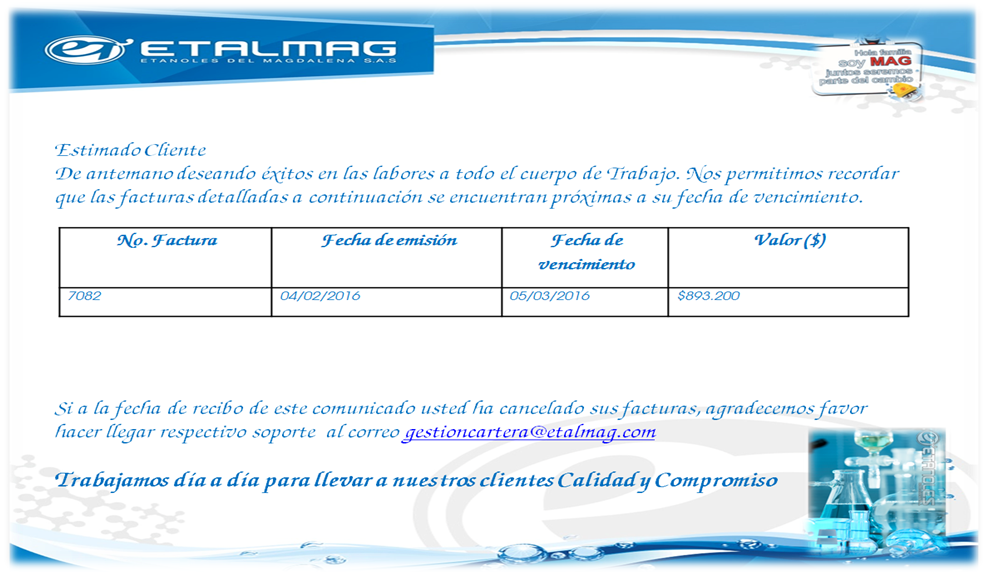 ETALMAG
ETANOLES DEL MAGDALENA S.A.S
Hola familia
soy MAG
juntos seremos
parte del cambio
Estimado Cliente
De antemano deseando éxitos en las labores a todo el cuerpo de Trabajo. Nos permitimos recordar
que las facturas detalladas a continuación se encuentran próximas a su fecha de vencimiento.
No. Factura Fecha de emisión Fecha de vencimiento Valor ($)
7082 04/02/2016 05/03/2016 $893.200
Si a la fecha de recibo de este comunicado usted ha cancelado sus facturas, agradecemos favor
hacer llegar respectivo soporte al correo gestioncartera@etalmag.com
Trabajamos día a día para llevar a nuestros clientes Calidad y Compromiso